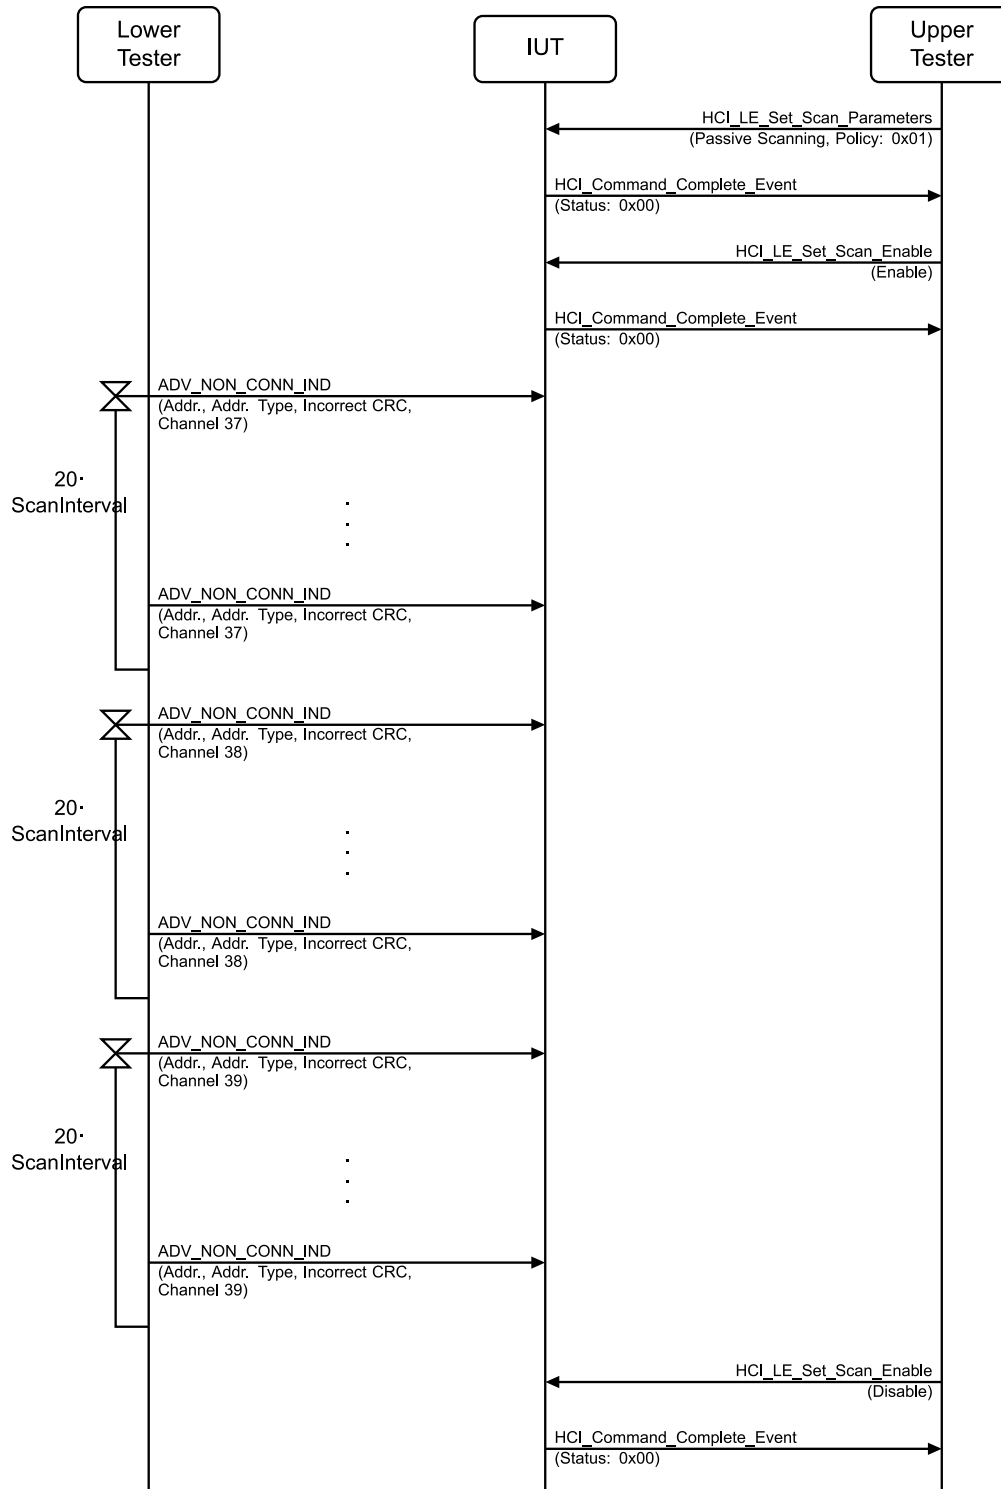 Lower
Tester
IUT
Upper
Tester
HCI_LE_Set_Scan_Parameters
(Passive Scanning, Policy: 0x01)
HCI_Command_Complete_Event
(Status: 0x00)
HCI_LE_Set_Scan_Enable
(Enable)
HCI_Command_Complete_Event
(Status: 0x00)
ADV_NON_CONN_IND
(Addr., Addr. Type, Incorrect CRC,
Channel 37)
20·
ScanInterval
.
.
.
ADV_NON_CONN_IND
(Addr., Addr. Type, Incorrect CRC,
Channel 37)
ADV_NON_CONN_IND
(Addr., Addr. Type, Incorrect CRC,
Channel 38)
20·
ScanInterval
.
.
.
ADV_NON_CONN_IND
(Addr., Addr. Type, Incorrect CRC,
Channel 38)
ADV_NON_CONN_IND
(Addr., Addr. Type, Incorrect CRC,
Channel 39)
20·
ScanInterval
.
.
.
ADV_NON_CONN_IND
(Addr., Addr. Type, Incorrect CRC,
Channel 39)
HCI_LE_Set_Scan_Enable
(Disable)
HCI_Command_Complete_Event
(Status: 0x00)